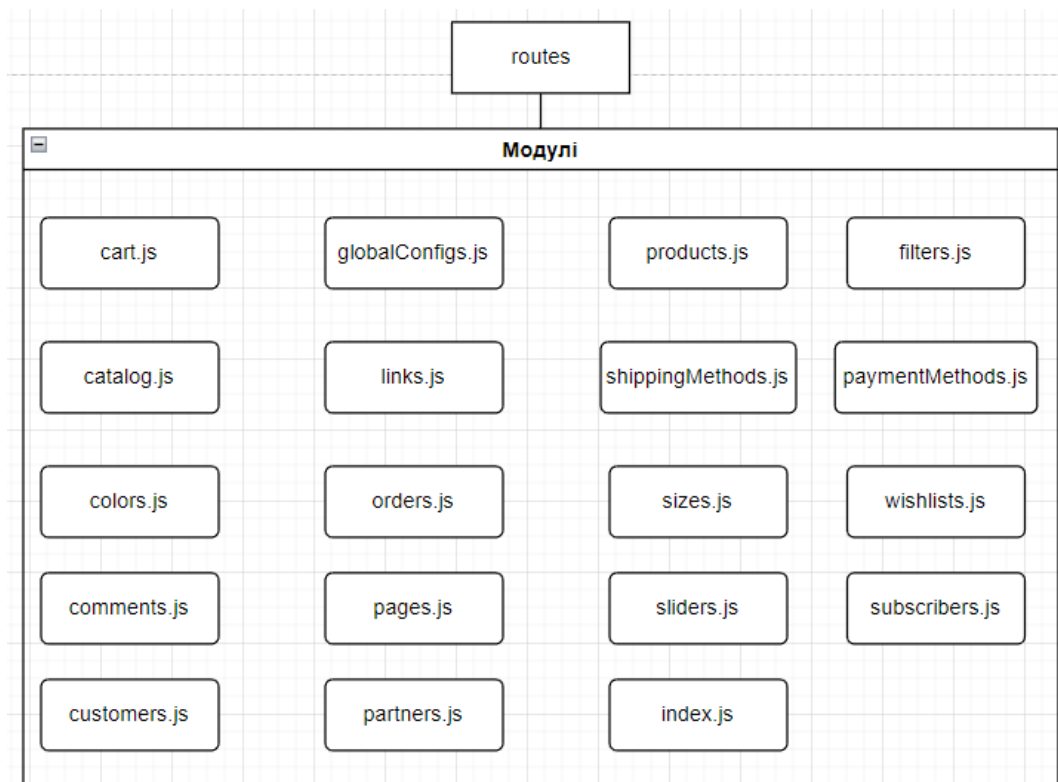 routes
Модулі
cart.js
globalConfigs.js
products.js
filters.js
catalog.js
links.js
shippingMethods.js
paymentMethods.js
colors.js
orders.js
sizes.js
wishlists.js
comments.js
pages.js
sliders.js
subscribers.js
customers.js
partners.js
index.js